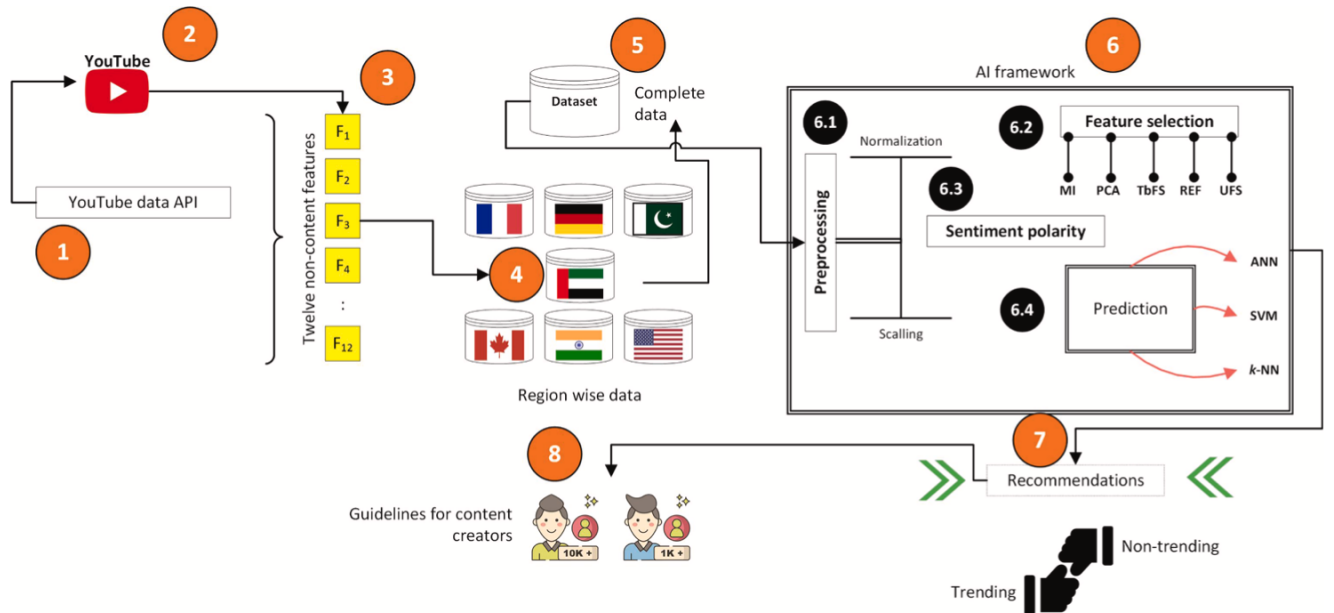 2
YouTube
3
5
6
AI framework
Dataset
Complete
data
6.1
6.2
Feature selection
Normalization
MI
PCA
TbFS
REF
UFS
F1
F2
F3
F4
:
F12
Twelve non-content features
YouTube data API
1
4
Region wise data
Preprocessing
6.3
Sentiment polarity
6.4
Prediction
ANN
SVM
k-NN
Scalling
7
Recommendations
8
Guidelines for content
creators
10K +
1K +
Non-trending
Trending